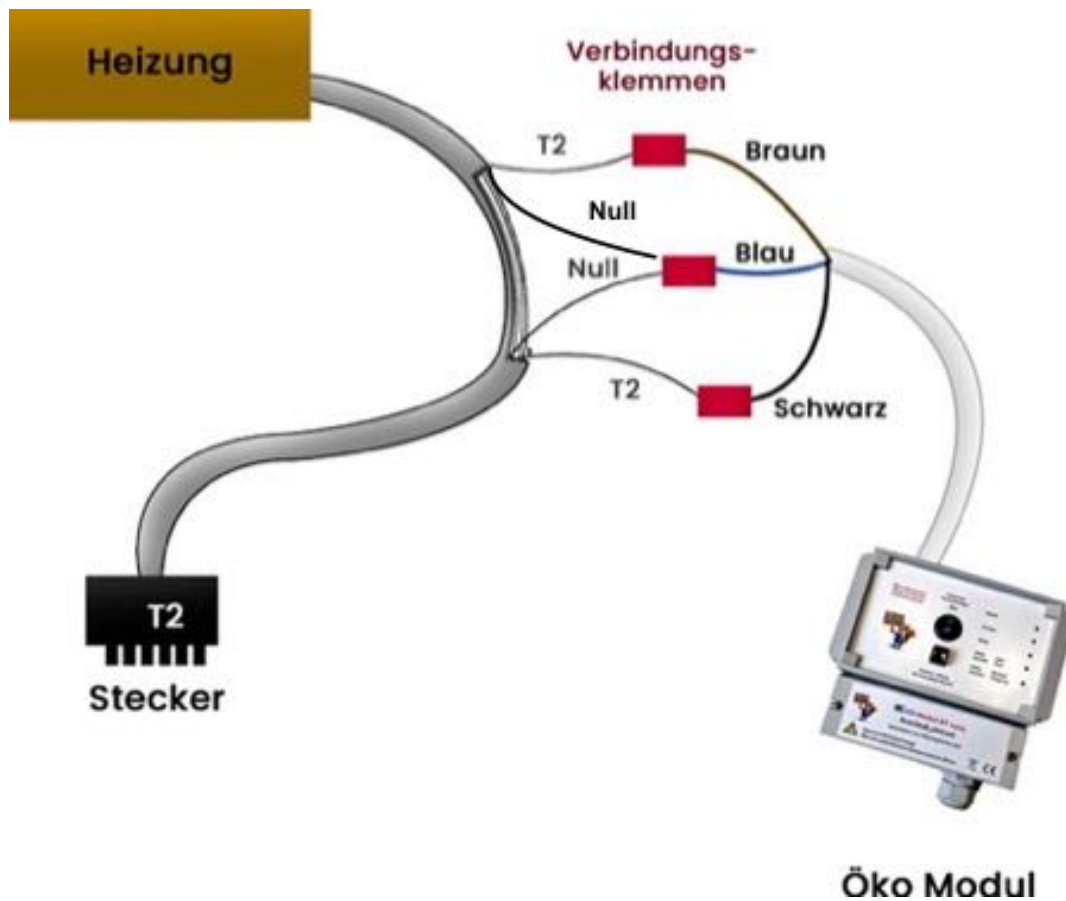 Heizung
Verbindungs-
klemmen
T2
Braun
Null
Null
Blau
T2
Schwarz
T2
Stecker
Öko Modul